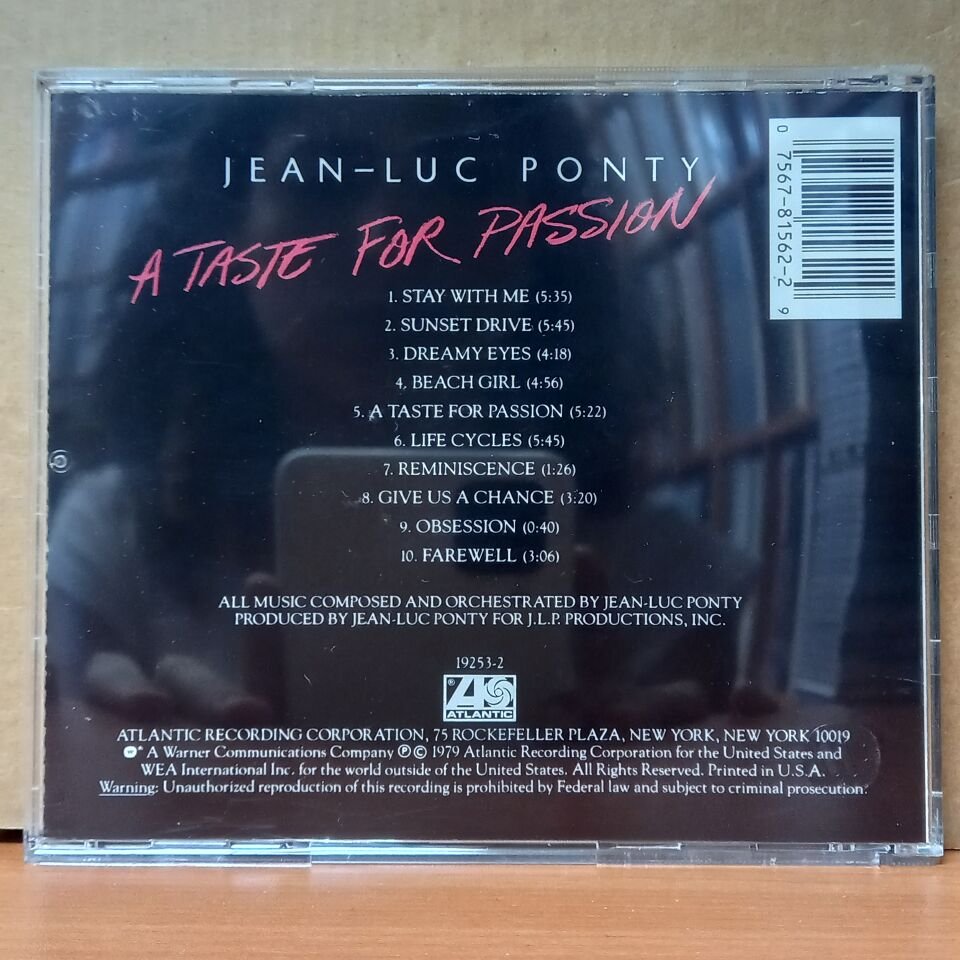 JEAN-LUC PONTY
A TASTE FOR PASSION
0 7567-81562-2 9
1. STAY WITH ME (5:35)
2. SUNSET DRIVE (5:45)
3. DREAMY EYES (4:18)
4. BEACH GIRL (4:56)
5. A TASTE FOR PASSION (5:22)
6. LIFE CYCLES (5:45)
7. REMINISCENCE (1:26)
8. GIVE US A CHANCE (3:20)
9. OBSESSION (0:40)
10. FAREWELL (3:06)
ALL MUSIC COMPOSED AND ORCHESTRATED BY JEAN-LUC PONTY
PRODUCED BY JEAN-LUC PONTY FOR J.L.P. PRODUCTIONS, INC.
19253-2
® ATLANTIC
ATLANTIC RECORDING CORPORATION, 75 ROCKEFELLER PLAZA, NEW YORK, NEW YORK 10019
* A Warner Communications Company ℗ © 1979 Atlantic Recording Corporation for the United States and
WEA International Inc. for the world outside of the United States. All Rights Reserved. Printed in U.S.A.
Warning: Unauthorized reproduction of this recording is prohibited by Federal law and subject to criminal prosecution.